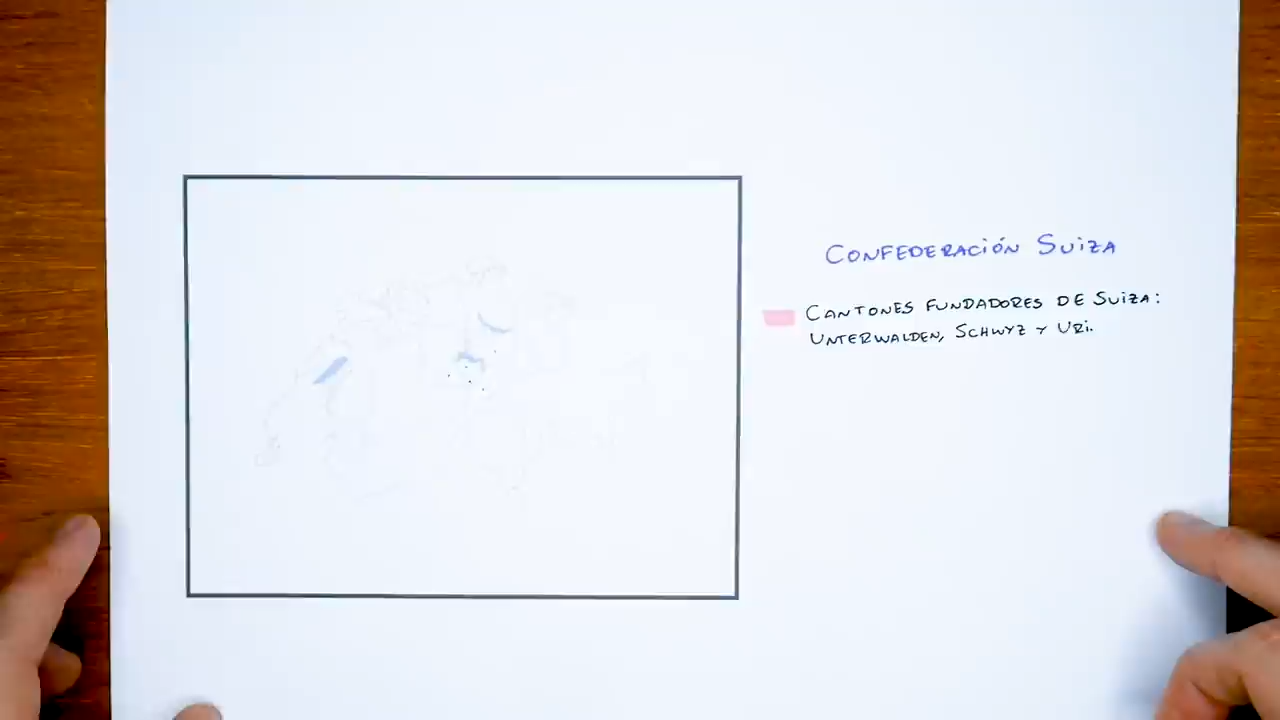 CONFEDERACIÓN SUIZA
CANTONES FUNDADORES DE SUIZA:
UNTERWALDEN, SCHWYZ Y URI.